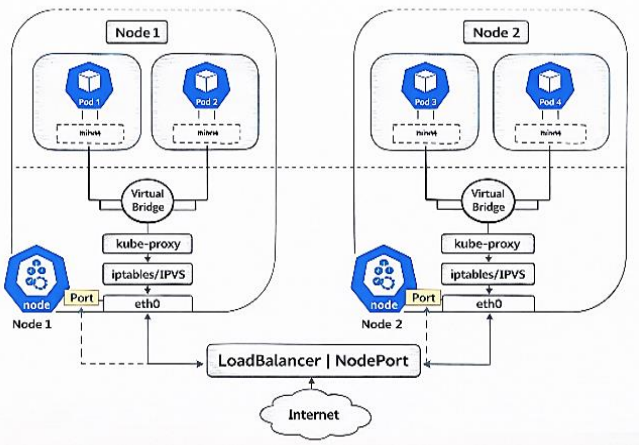 Node 1
Node 2
Pod 1
Pod 2
Pod 3
Pod 4
Virtual
Bridge
Virtual
Bridge
kube-proxy
kube-proxy
iptables/IPVS
iptables/IPVS
node
Port
eth0
node
Port
eth0
Node 1
Node 2
LoadBalancer | NodePort
Internet